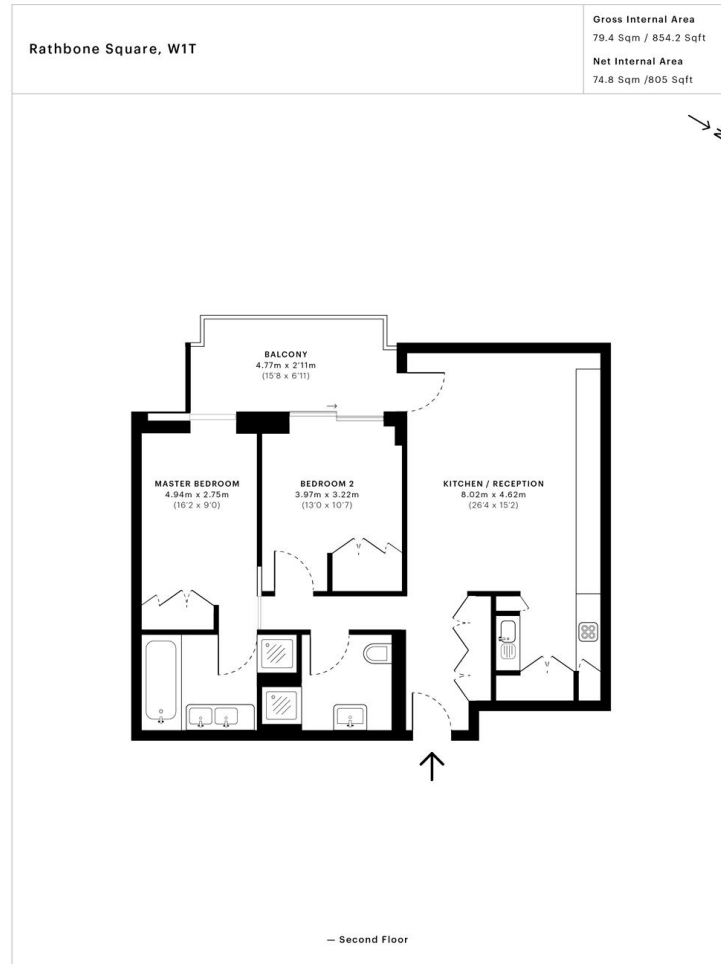 Rathbone Square, W1T
Gross Internal Area
79.4 Sqm / 854.2 Sqft
Net Internal Area
74.8 Sqm /805 Sqft
N
BALCONY
4.77m x 2'11m
(15'8 x 6'11)
MASTER BEDROOM
4.94m x 2.75m
(16'2 x 9'0)
BEDROOM 2
3.97m x 3.22m
(13'0 x 10'7)
KITCHEN / RECEPTION
8.02m x 4.62m
(26'4 x 15'2)
— Second Floor